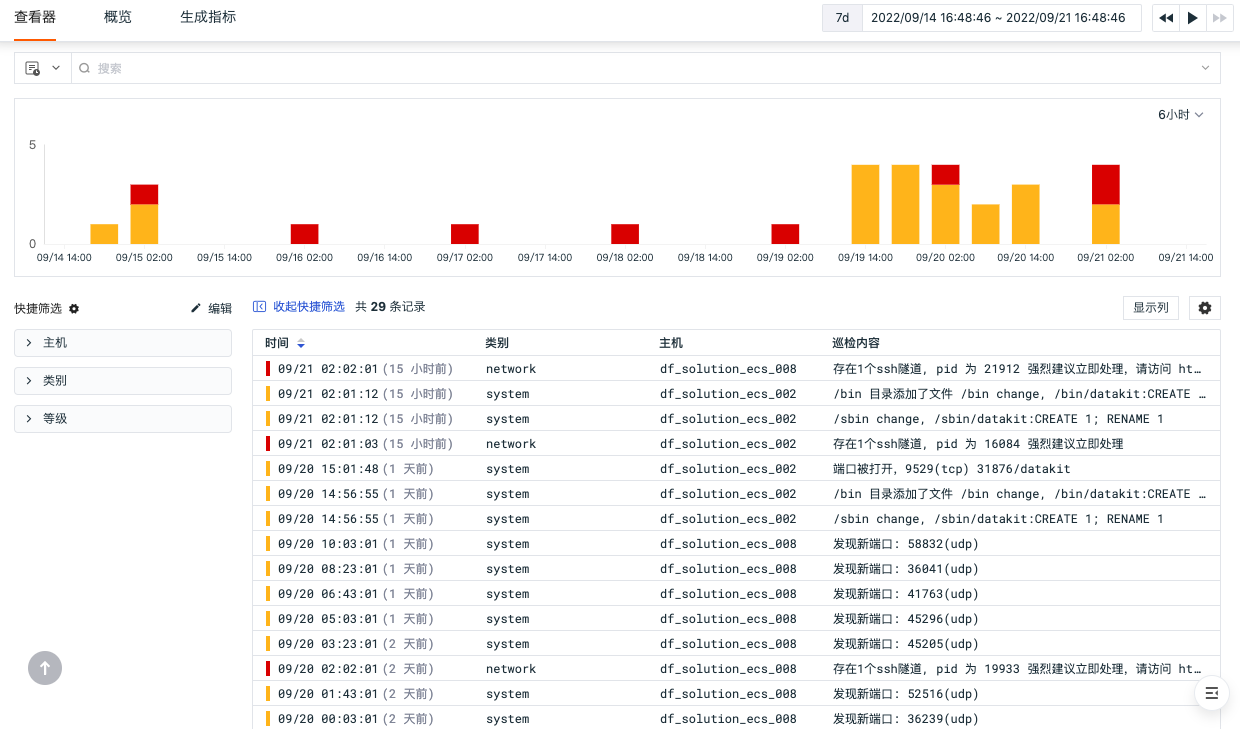 查看器 概览 生成指标 7d 2022/09/14 16:48:46 ~ 2022/09/21 16:48:46
搜索
6小时
5
0
09/14 14:00 09/15 02:00 09/15 14:00 09/16 02:00 09/16 14:00 09/17 02:00 09/17 14:00 09/18 02:00 09/18 14:00 09/19 02:00 09/19 14:00 09/20 02:00 09/20 14:00 09/21 02:00 09/21 14:00
快捷筛选 编辑 收起快捷筛选 共 29 条记录 显示列
主机
类别
等级
时间 类别 主机 巡检内容
09/21 02:02:01 (15 小时前) network df_solution_ecs_008 存在1个ssh隧道, pid 为 21912 强烈建议立即处理，请访问 ht…
09/21 02:01:12 (15 小时前) system df_solution_ecs_002 /bin 目录添加了文件 /bin change, /bin/datakit:CREATE …
09/21 02:01:12 (15 小时前) system df_solution_ecs_002 /sbin change, /sbin/datakit:CREATE 1; RENAME 1
09/21 02:01:03 (15 小时前) network df_solution_ecs_002 存在1个ssh隧道, pid 为 16084 强烈建议立即处理
09/20 15:01:48 (1 天前) system df_solution_ecs_002 端口被打开，9529(tcp) 31876/datakit
09/20 14:56:55 (1 天前) system df_solution_ecs_002 /bin 目录添加了文件 /bin change, /bin/datakit:CREATE …
09/20 14:56:55 (1 天前) system df_solution_ecs_002 /sbin change, /sbin/datakit:CREATE 1; RENAME 1
09/20 10:03:01 (1 天前) system df_solution_ecs_008 发现新端口: 58832(udp)
09/20 08:23:01 (1 天前) system df_solution_ecs_008 发现新端口: 36041(udp)
09/20 06:43:01 (1 天前) system df_solution_ecs_008 发现新端口: 41763(udp)
09/20 05:03:01 (1 天前) system df_solution_ecs_008 发现新端口: 45296(udp)
09/20 03:23:01 (2 天前) system df_solution_ecs_008 发现新端口: 45205(udp)
09/20 02:02:01 (2 天前) network df_solution_ecs_008 存在1个ssh隧道, pid 为 19933 强烈建议立即处理，请访问 ht…
09/20 01:43:01 (2 天前) system df_solution_ecs_008 发现新端口: 52516(udp)
09/20 00:03:01 (2 天前) system df_solution_ecs_008 发现新端口: 36239(udp)